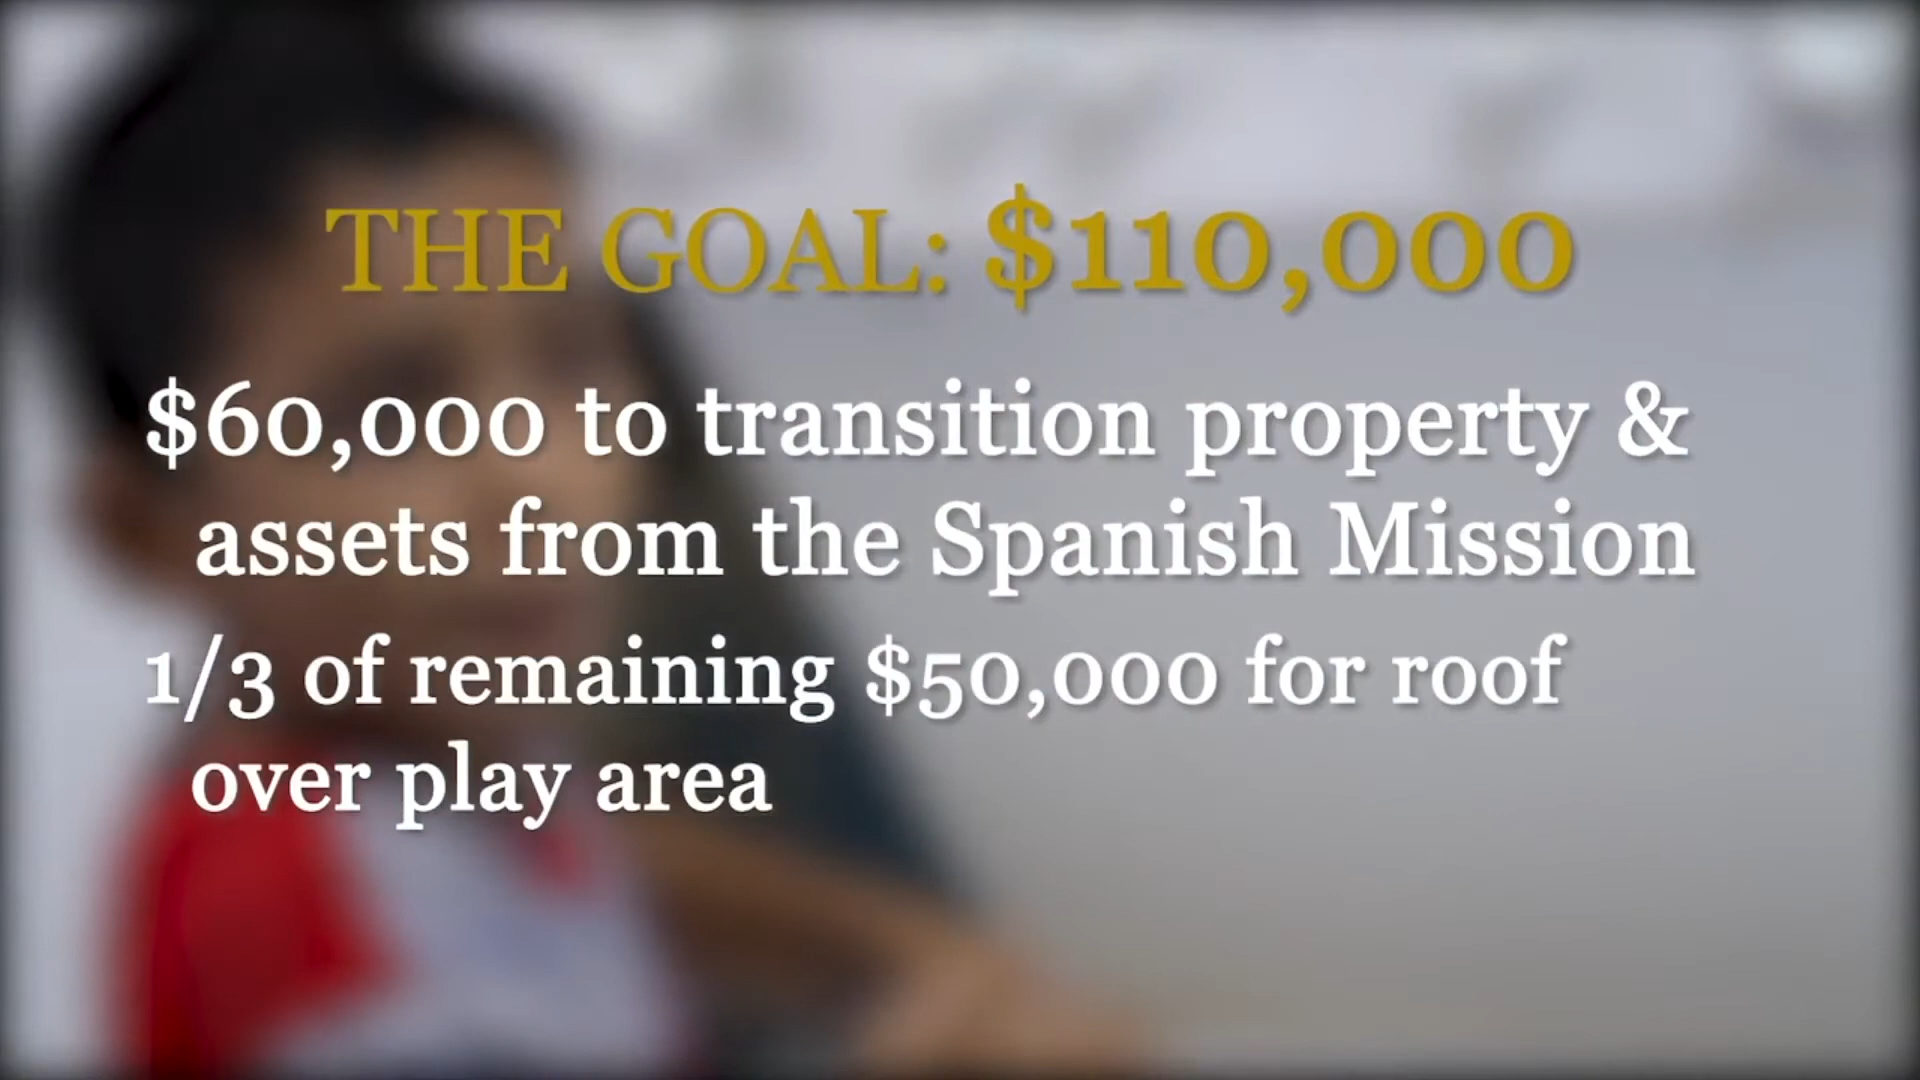 THE GOAL: $110,000
$60,000 to transition property &
assets from the Spanish Mission
1/3 of remaining $50,000 for roof
over play area